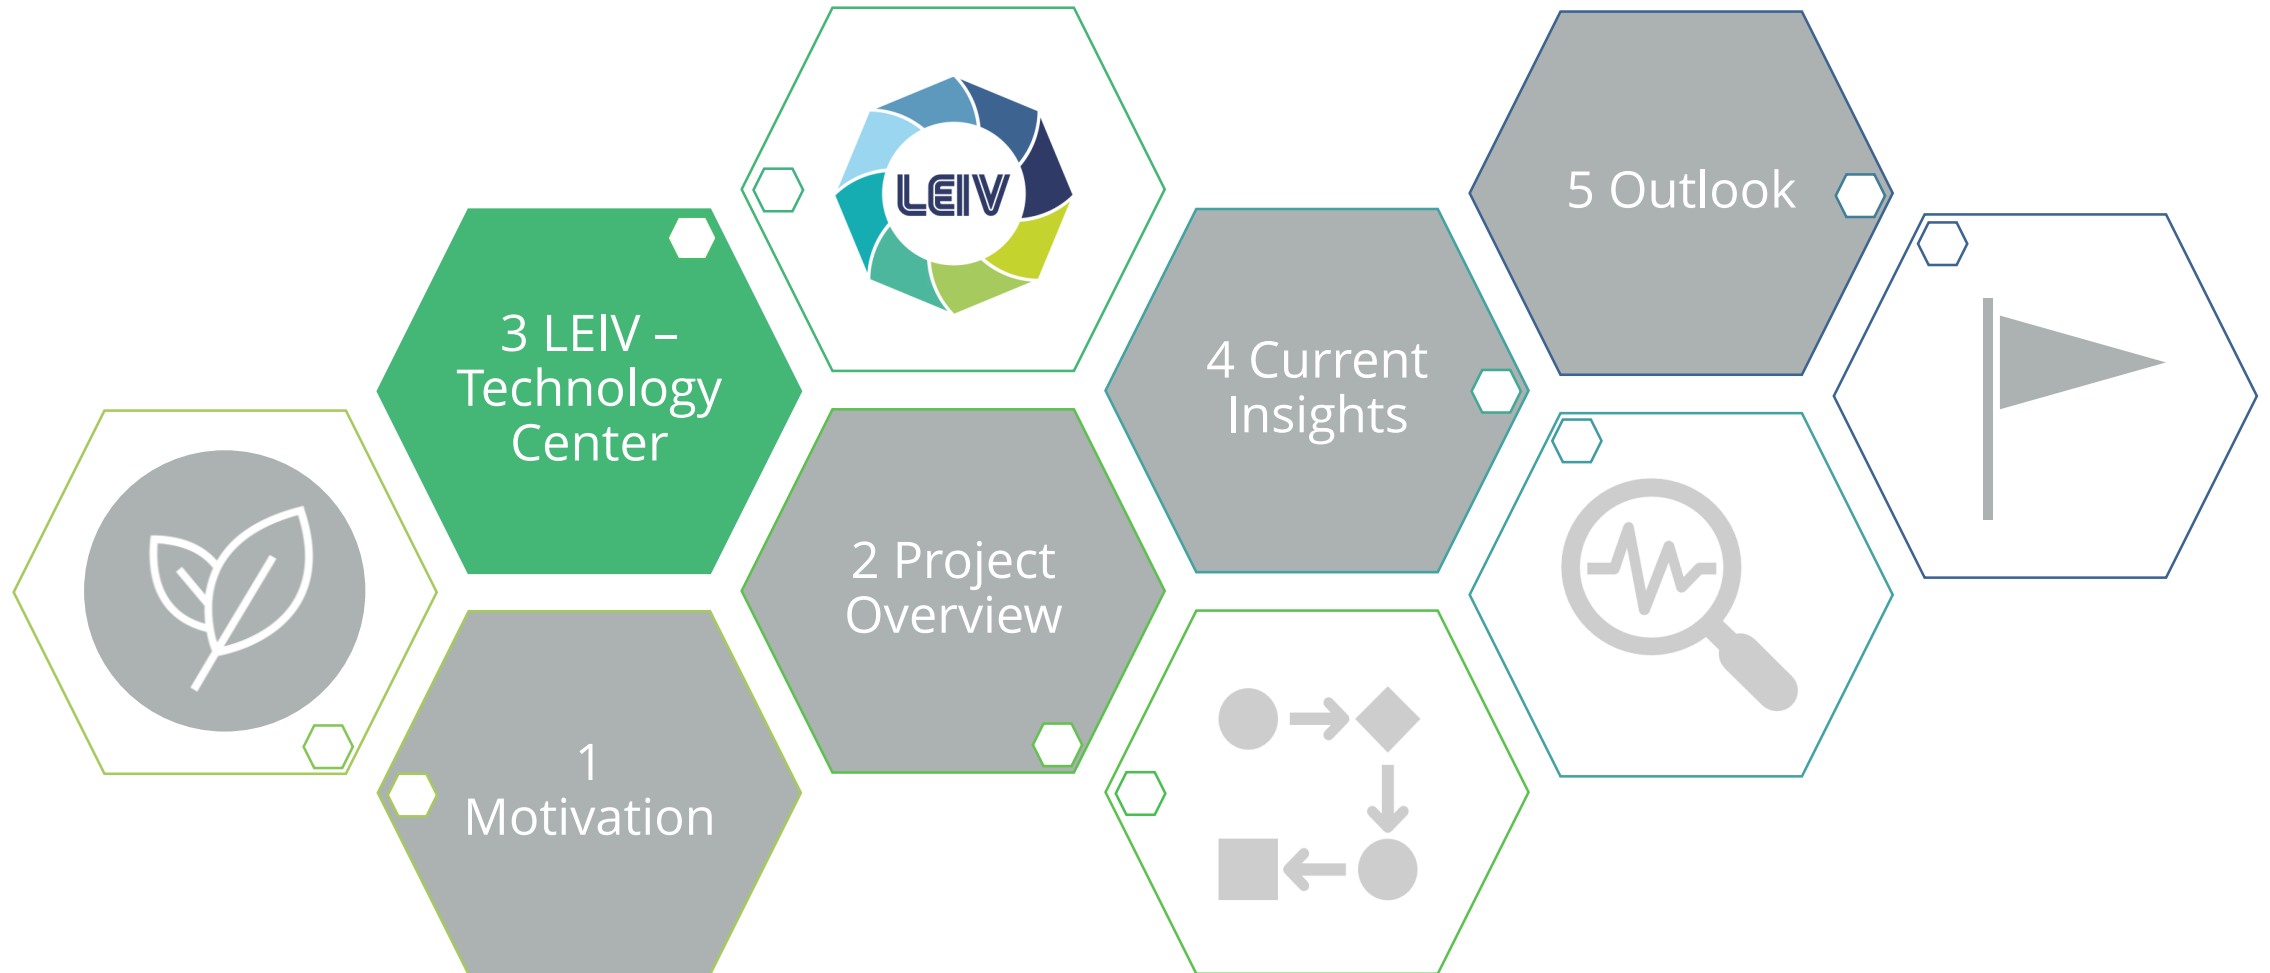 1
Motivation
2 Project
Overview
3 LEIV –
Technology
Center
LEIV
4 Current
Insights
5 Outlook